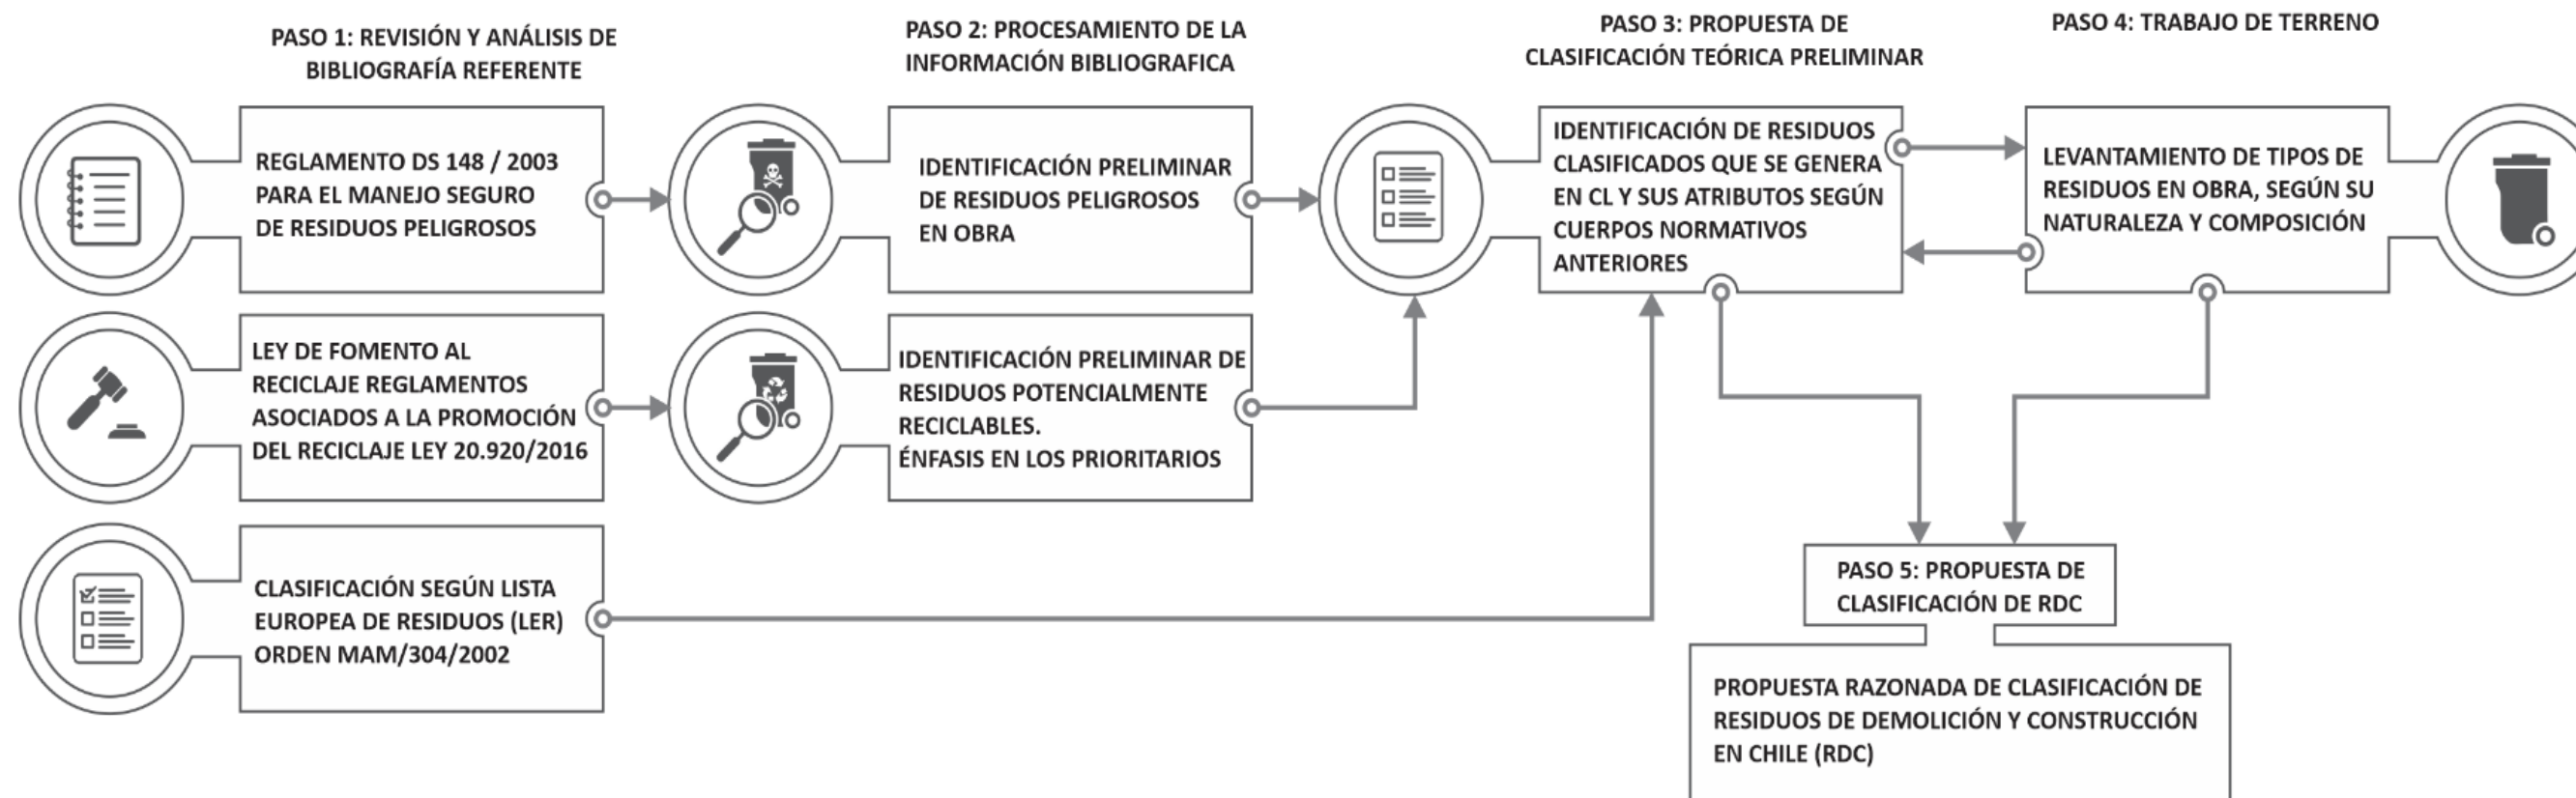 PASO 1: REVISIÓN Y ANÁLISIS DE
BIBLIOGRAFÍA REFERENTE
REGLAMENTO DS 148 / 2003
PARA EL MANEJO SEGURO
DE RESIDUOS PELIGROSOS
LEY DE FOMENTO AL
RECICLAJE REGLAMENTOS
ASOCIADOS A LA PROMOCIÓN
DEL RECICLAJE LEY 20.920/2016
CLASIFICACIÓN SEGÚN LISTA
EUROPEA DE RESIDUOS (LER)
ORDEN MAM/304/2002
PASO 2: PROCESAMIENTO DE LA
INFORMACIÓN BIBLIOGRAFICA
IDENTIFICACIÓN PRELIMINAR
DE RESIDUOS PELIGROSOS
EN OBRA
IDENTIFICACIÓN PRELIMINAR DE
RESIDUOS POTENCIALMENTE
RECICLABLES.
ÉNFASIS EN LOS PRIORITARIOS
PASO 3: PROPUESTA DE
CLASIFICACIÓN TEÓRICA PRELIMINAR
IDENTIFICACIÓN DE RESIDUOS
CLASIFICADOS QUE SE GENERA
EN CL Y SUS ATRIBUTOS SEGÚN
CUERPOS NORMATIVOS
ANTERIORES
PASO 4: TRABAJO DE TERRENO
LEVANTAMIENTO DE TIPOS DE
RESIDUOS EN OBRA, SEGÚN SU
NATURALEZA Y COMPOSICIÓN
PASO 5: PROPUESTA DE
CLASIFICACIÓN DE RDC
PROPUESTA RAZONADA DE CLASIFICACIÓN DE
RESIDUOS DE DEMOLICIÓN Y CONSTRUCCIÓN
EN CHILE (RDC)